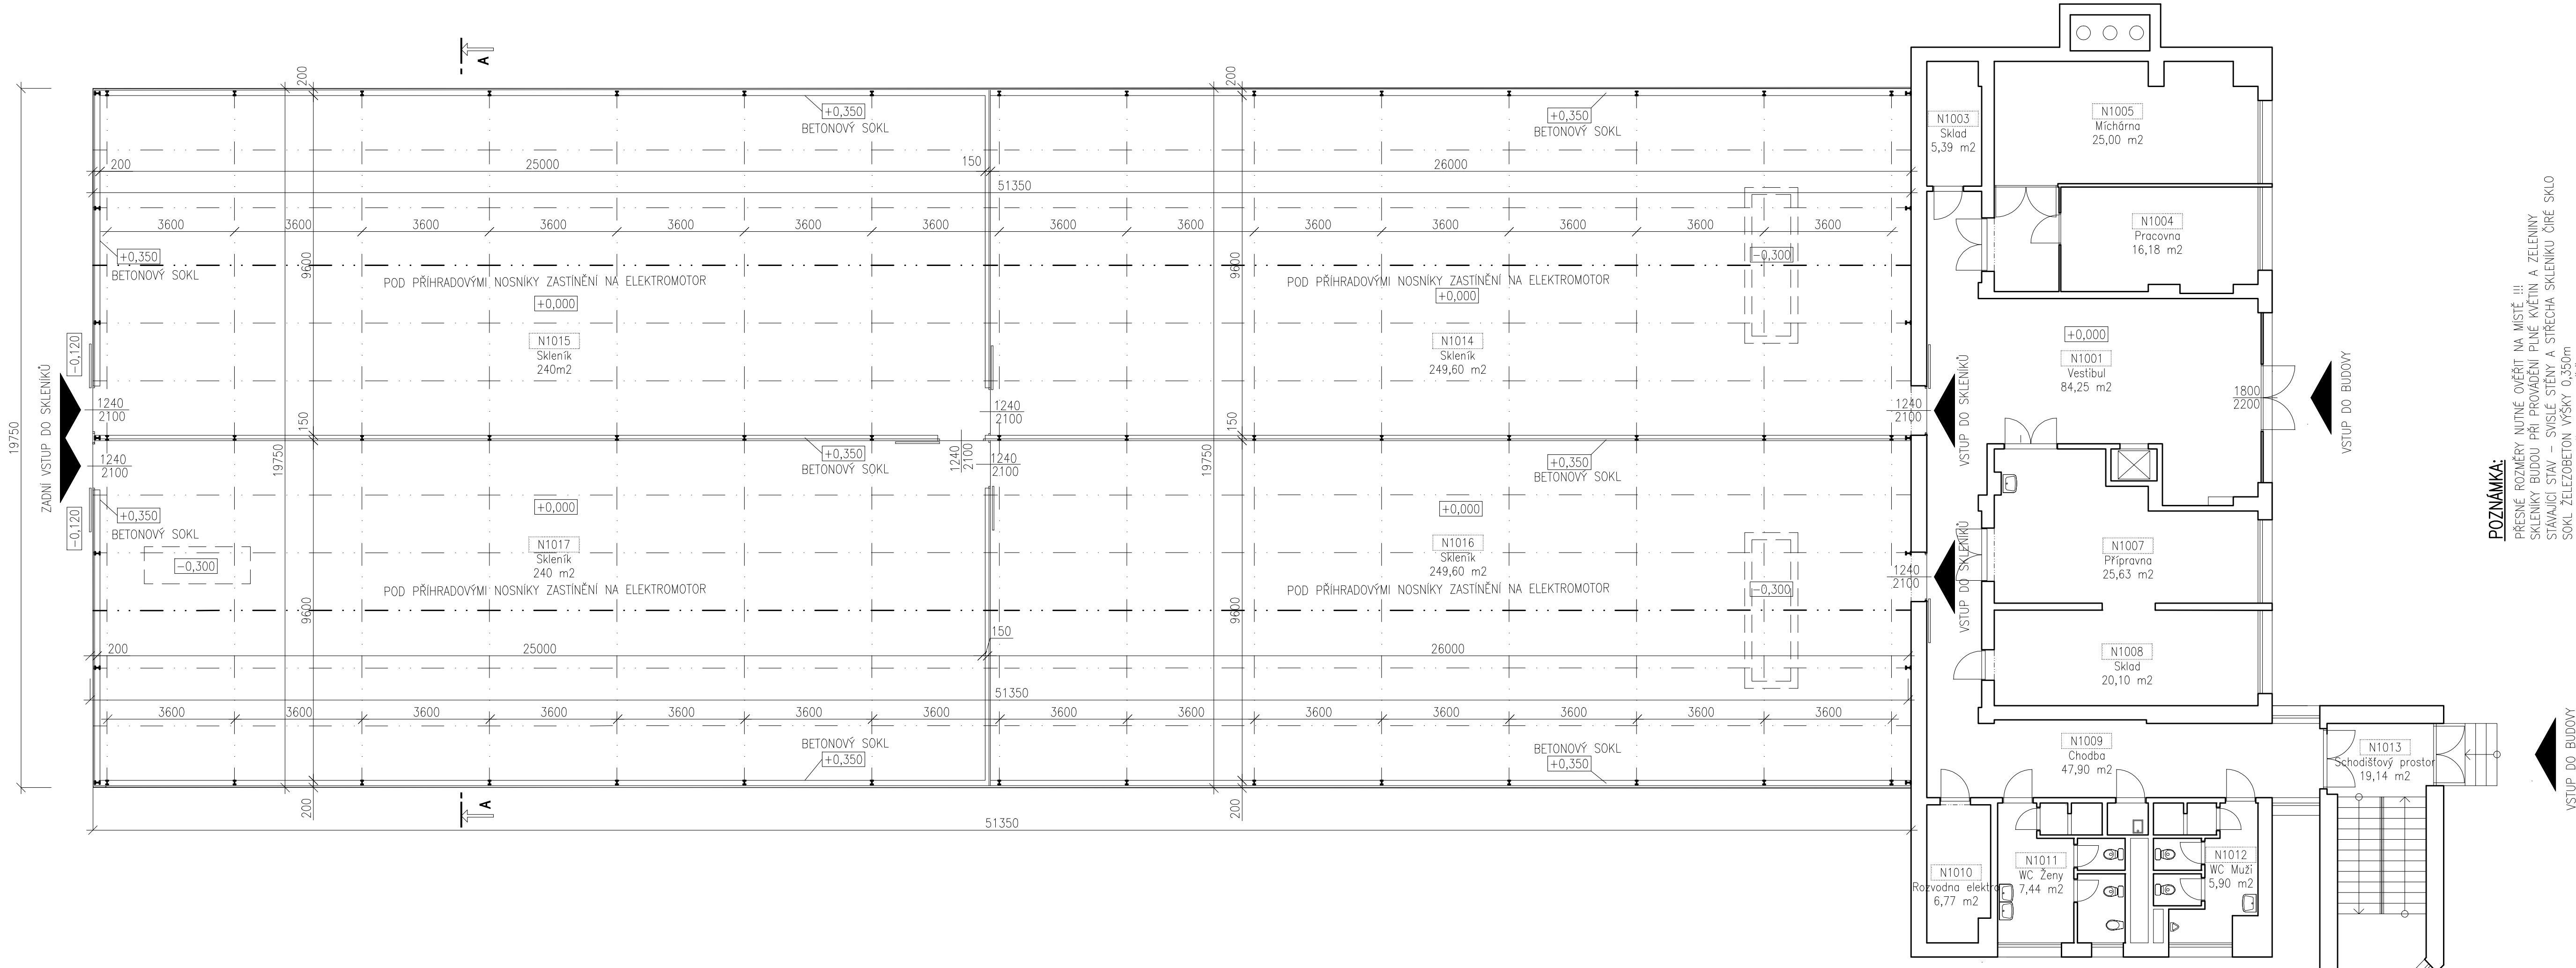 A
19750
200
200
+0,350
BETONOVÝ SOKL
+0,350
BETONOVÝ SOKL
200
25000
150
26000
51350
3600
3600
3600
3600
3600
3600
3600
3600
3600
3600
3600
3600
3600
3600
+0,350
BETONOVÝ SOKL
9600
9600
-0,300
POD PŘÍHRADOVÝMI NOSNÍKY ZASTÍNĚNÍ NA ELEKTROMOTOR
+0,000
POD PŘÍHRADOVÝMI NOSNÍKY ZASTÍNĚNÍ NA ELEKTROMOTOR
+0,000
N1015
Skleník
240m2
N1014
Skleník
249,60 m2
-0,120
ZADNÍ VSTUP DO SKLENÍKŮ
1240
2100
1240
2100
-0,120
150
150
1240
2100
1240
2100
1240
2100
1240
2100
19750
19750
+0,350
BETONOVÝ SOKL
+0,350
BETONOVÝ SOKL
+0,350
BETONOVÝ SOKL
+0,000
+0,000
N1017
Skleník
240 m2
N1016
Skleník
249,60 m2
-0,300
-0,300
POD PŘÍHRADOVÝMI NOSNÍKY ZASTÍNĚNÍ NA ELEKTROMOTOR
POD PŘÍHRADOVÝMI NOSNÍKY ZASTÍNĚNÍ NA ELEKTROMOTOR
1240
2100
9600
9600
200
25000
150
26000
51350
3600
3600
3600
3600
3600
3600
3600
3600
3600
3600
3600
3600
3600
3600
BETONOVÝ SOKL
+0,350
BETONOVÝ SOKL
+0,350
200
200
A
51350
VSTUP DO SKLENÍKŮ
VSTUP DO SKLENÍKŮ
N1003
Sklad
5,39 m2
N1005
Míchárna
25,00 m2
N1004
Pracovna
16,18 m2
+0,000
N1001
Vestibul
84,25 m2
1800
2200
VSTUP DO BUDOVY
N1007
Přípravna
25,63 m2
N1008
Sklad
20,10 m2
N1009
Chodba
47,90 m2
N1013
Schodišťový prostor
19,14 m2
VSTUP DO BUDOVY
N1010
Rozvodna elektro
6,77 m2
N1011
WC Ženy
7,44 m2
N1012
WC Muži
5,90 m2
POZNÁMKA:
PŘESNÉ ROZMĚRY NUTNÉ OVĚŘIT NA MÍSTĚ !!!
SKLENÍKY BUDOU PŘI PROVÁDĚNÍ PLNÉ KVĚTIN A ZELENINY
STÁVAJÍCÍ STAV – SVISLÉ STĚNY A STŘECHA SKLENÍKU ČIRÉ SKLO
SOKL ŽELEZOBETON VÝŠKY 0,350m